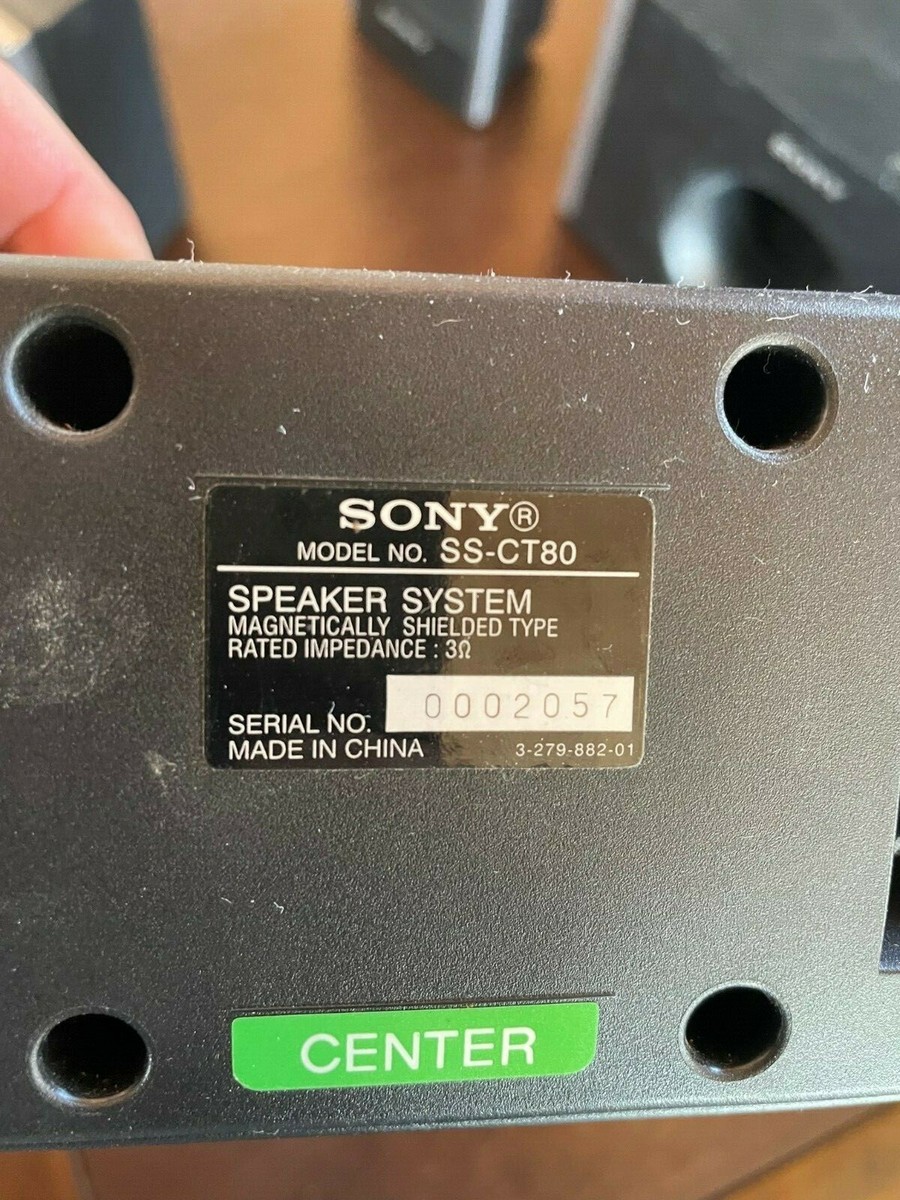 SONY
SONY®
MODEL NO. SS-CT80
SPEAKER SYSTEM
MAGNETICALLY SHIELDED TYPE
RATED IMPEDANCE : 3Ω
0002057
SERIAL NO.
MADE IN CHINA 3-279-882-01
CENTER